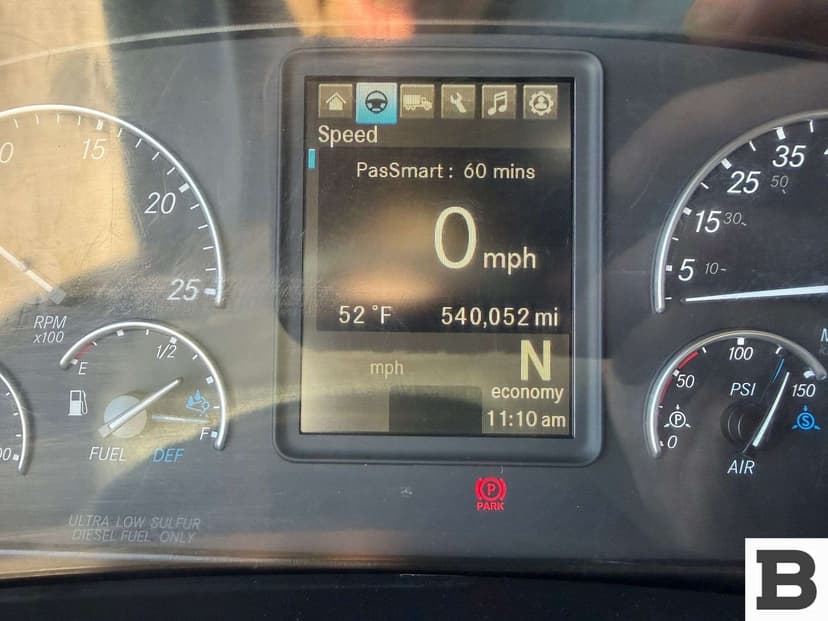 Speed
PasSmart: 60 mins
0 mph
52°F 540,052 mi
mph
N
economy
11:10 am
0 15 20 25
RPM
x100
E 1/2 F
FUEL DEF
ULTRA LOW SULFUR
DIESEL FUEL ONLY
00
5 15 25 35
10 30 50
0 50 100 150
PSI
P
S
AIR
P
PARK
M
B